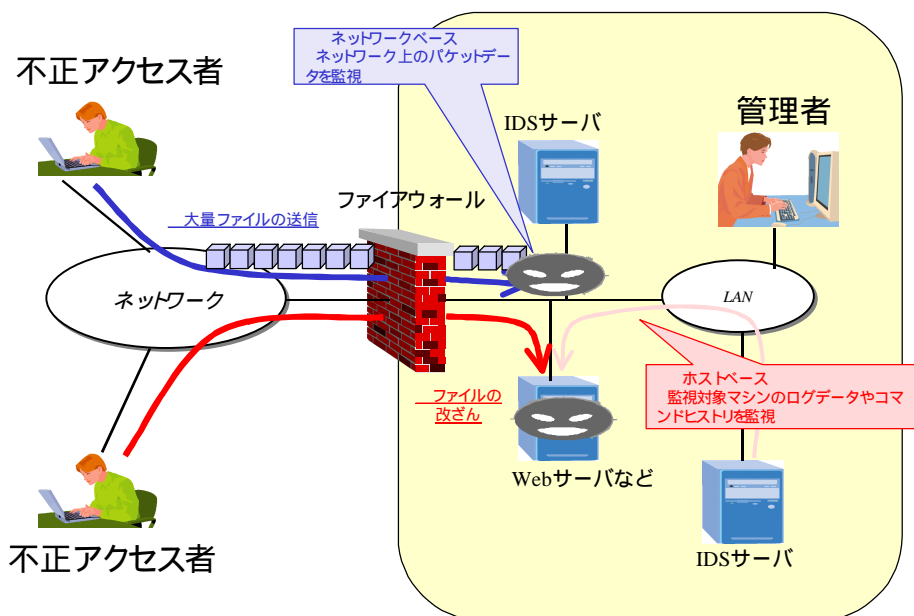 ネットワークベース
ネットワーク上のパケットデー
タを監視
不正アクセス者
管理者
IDSサーバ
ファイアウォール
大量ファイルの送信
ネットワーク
LAN
ホストベース
監視対象マシンのログデータやコマ
ンドヒストリを監視
ファイルの
改ざん
Webサーバなど
不正アクセス者
IDSサーバ